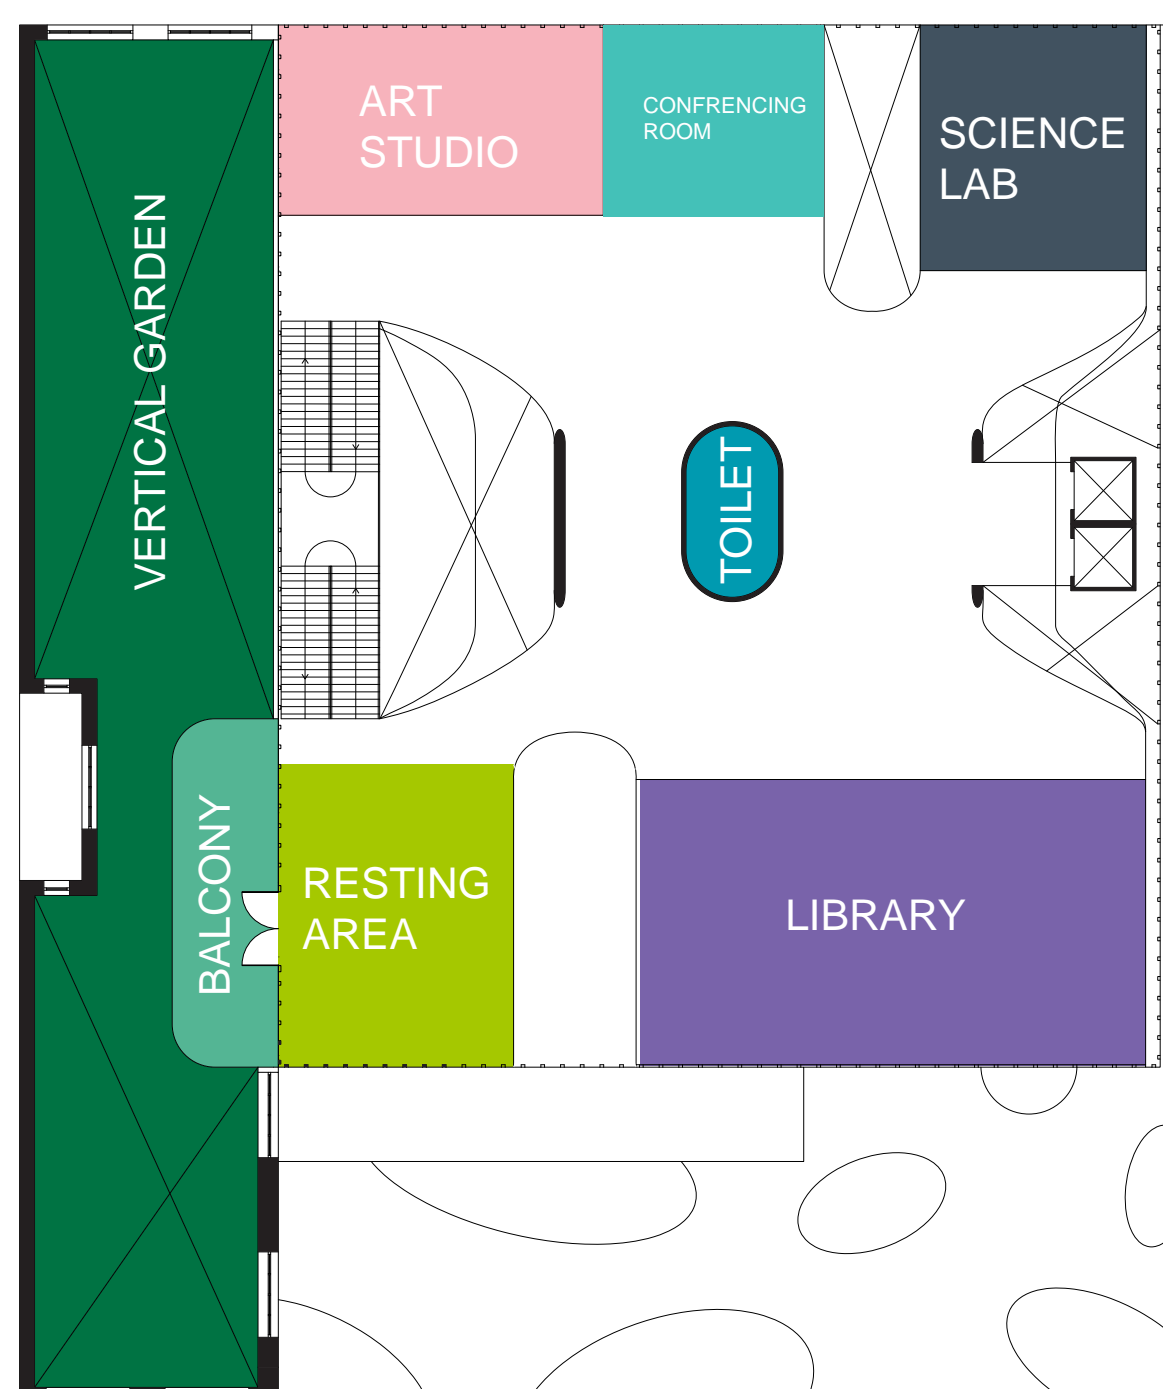 ART
STUDIO
CONFRENCING
ROOM
SCIENCE
LAB
VERTICAL GARDEN
TOILET
BALCONY
RESTING
AREA
LIBRARY